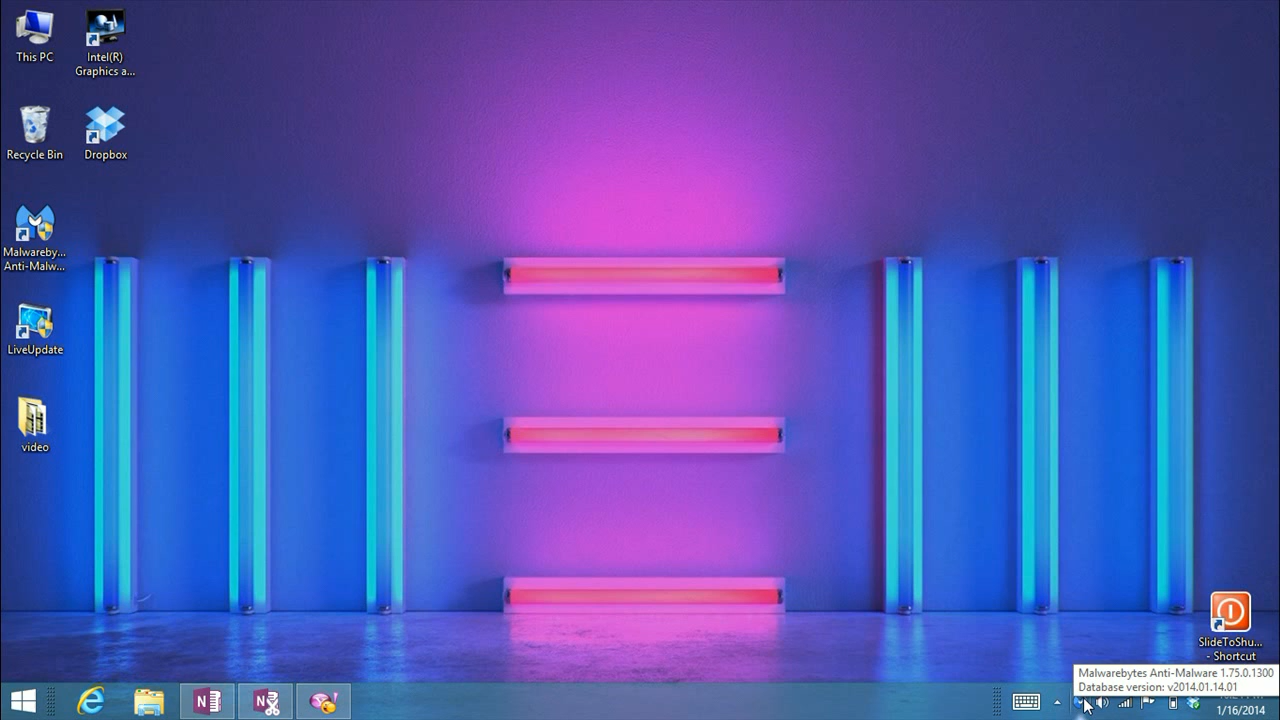 This PC
Intel(R)
Graphics a...
Recycle Bin
Dropbox
Malwareby...
Anti-Malw...
LiveUpdate
video
SlideToShu...
- Shortcut
Malwarebytes Anti-Malware 1.75.0.1300
Database version: v2014.01.14.01
1/16/2014